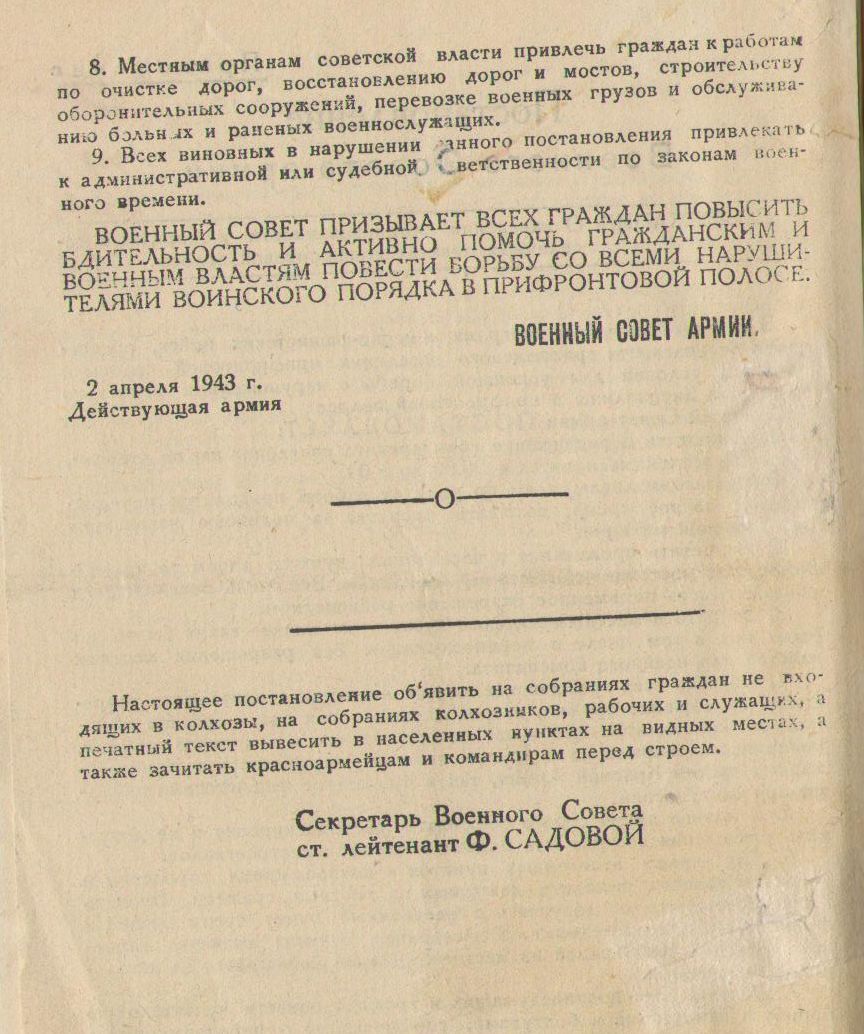 8. Местным органам советской власти привлечь граждан к работам
по очистке дорог, восстановлению дорог и мостов, строительству
оборонительных сооружений, перевозке военных грузов и обслужива-
нию больных и раненых военнослужащих.
9. Всех виновных в нарушении данного постановления привлекать
к административной или судебной ответственности по законам воен-
ного времени.
ВОЕННЫЙ СОВЕТ ПРИЗЫВАЕТ ВСЕХ ГРАЖДАН ПОВЫСИТЬ
БДИТЕЛЬНОСТЬ И АКТИВНО ПОМОЧЬ ГРАЖДАНСКИМ И
ВОЕННЫМ ВЛАСТЯМ ПОВЕСТИ БОРЬБУ СО ВСЕМИ НАРУШИ-
ТЕЛЯМИ ВОИНСКОГО ПОРЯДКА В ПРИФРОНТОВОЙ ПОЛОСЕ.
ВОЕННЫЙ СОВЕТ АРМИИ.
2 апреля 1943 г.
Действующая армия
Настоящее постановление об'явить на собраниях граждан не вхо-
дящих в колхозы, на собраниях колхозников, рабочих и служащих, а
печатный текст вывесить в населенных пунктах на видных местах, а
также зачитать красноармейцам и командирам перед строем.
Секретарь Военного Совета
ст. лейтенант Ф. САДОВОЙ